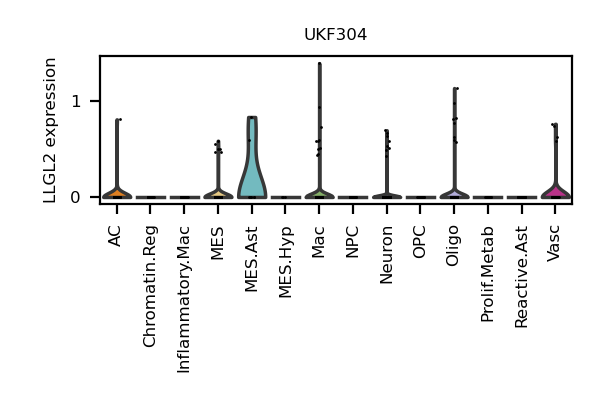 UKF304
LLGL2 expression
1
0
AC
Chromatin.Reg
Inflammatory.Mac
MES
MES.Ast
MES.Hyp
Mac
NPC
Neuron
OPC
Oligo
Prolif.Metab
Reactive.Ast
Vasc